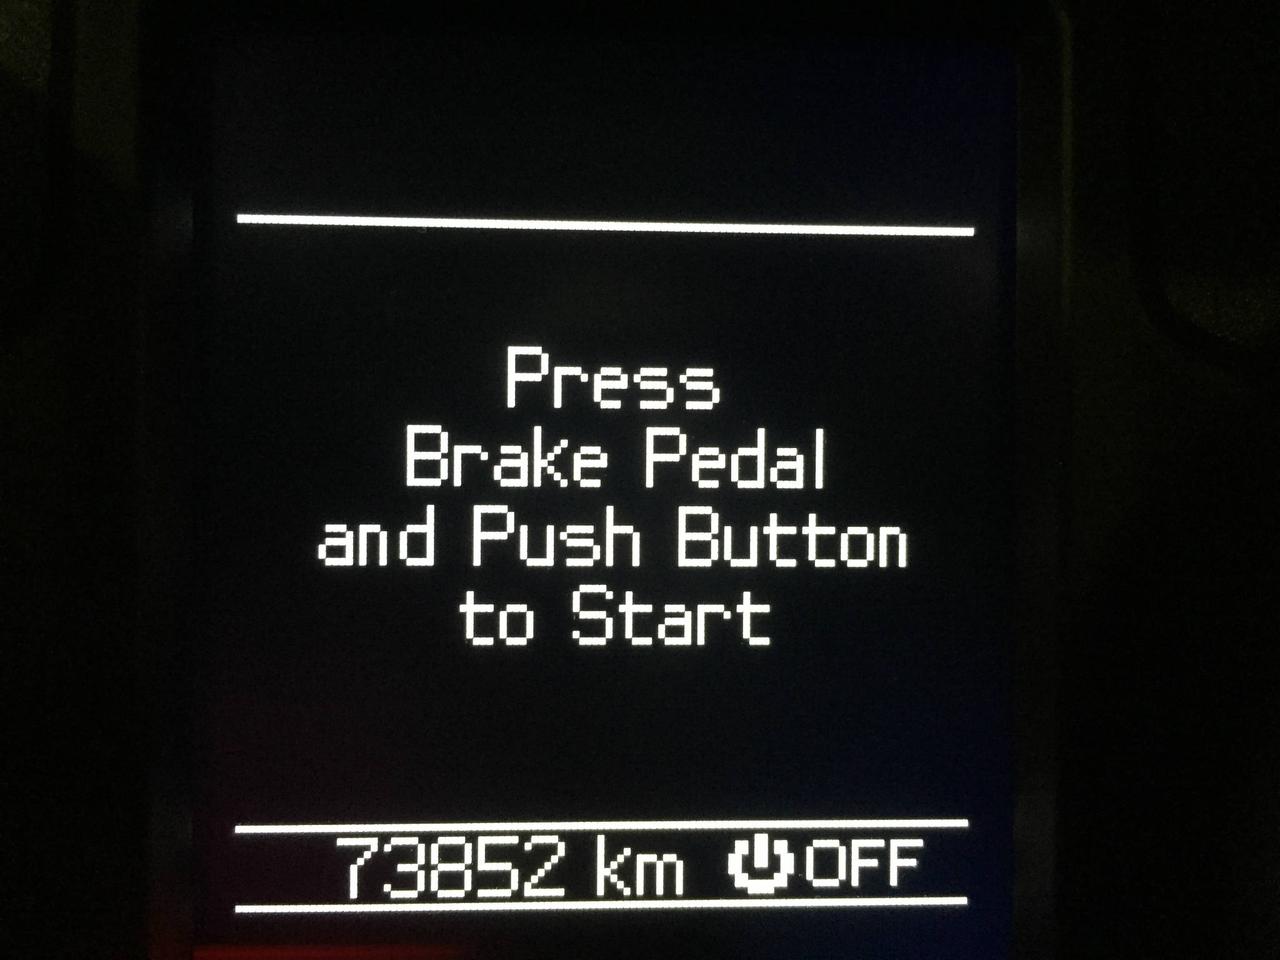 Press
Brake Pedal
and Push Button
to Start
73852 km OFF